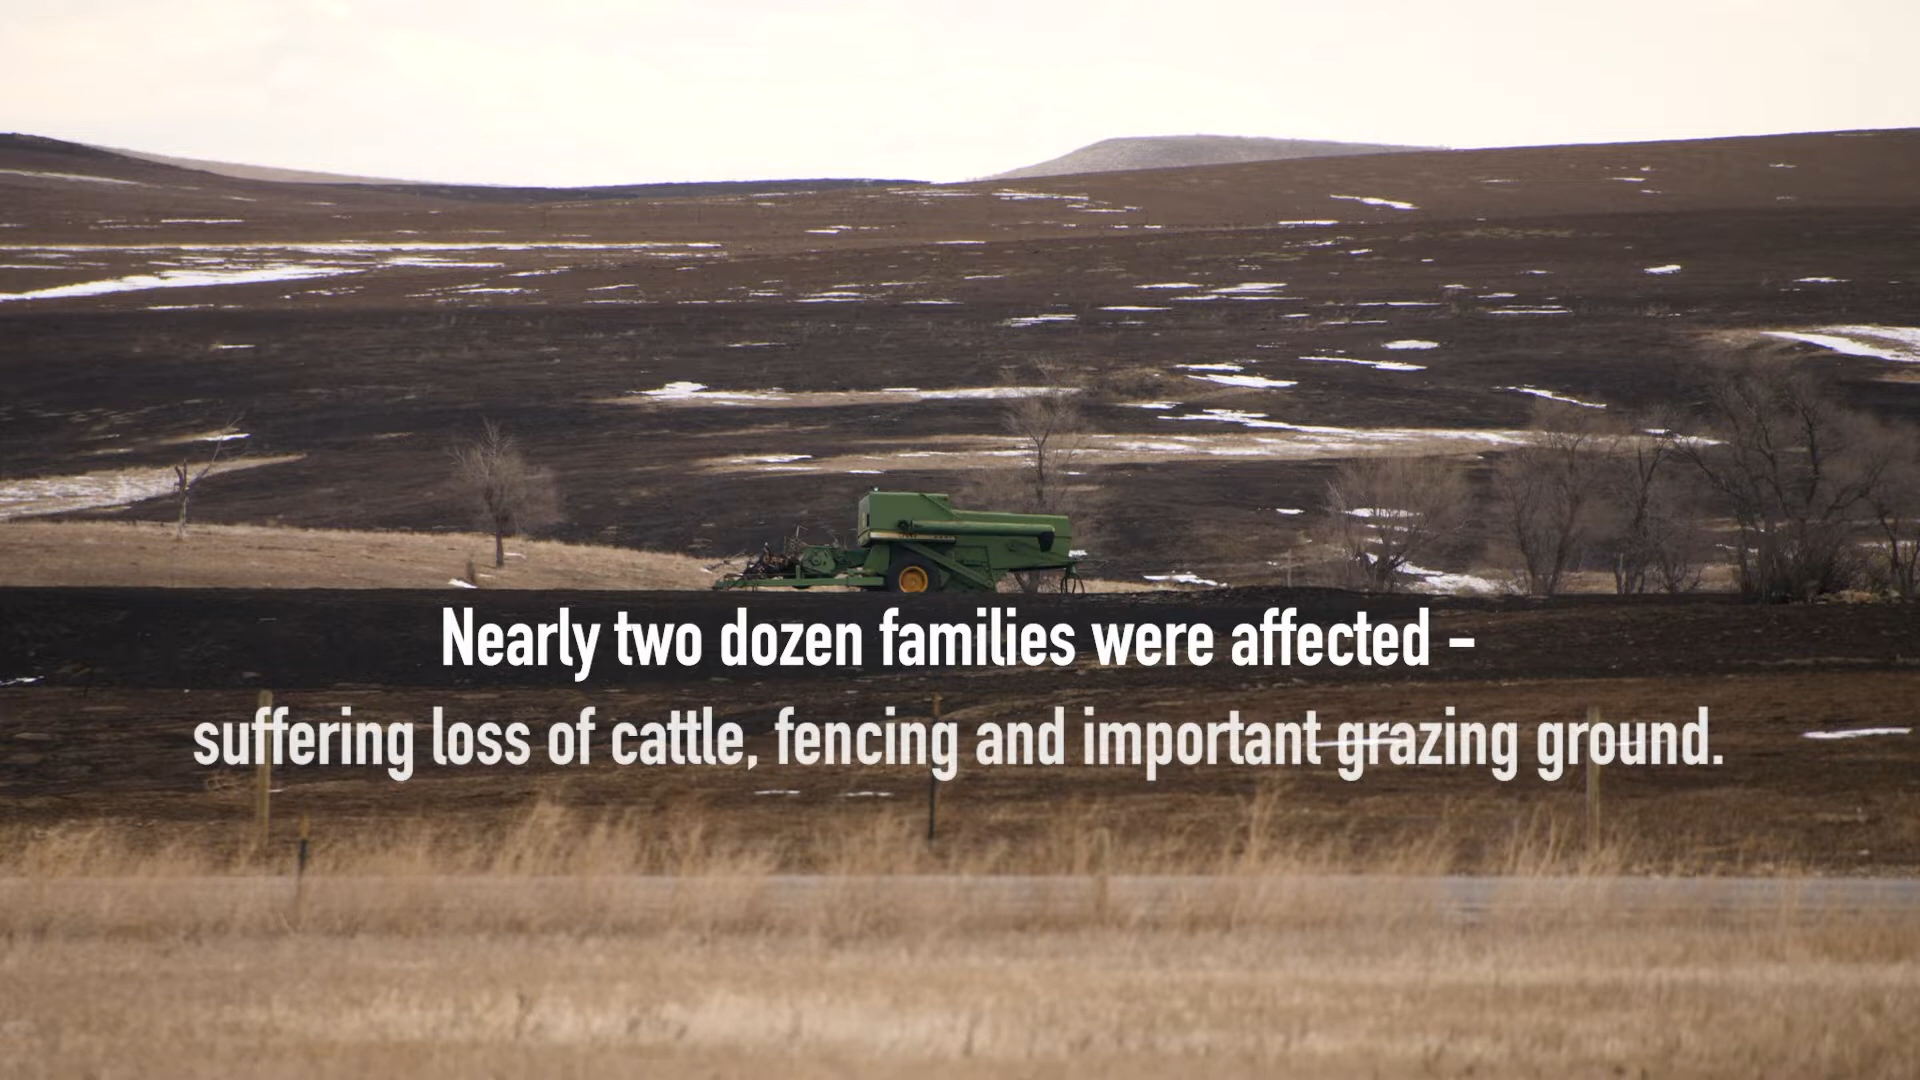 Nearly two dozen families were affected –
suffering loss of cattle, fencing and important grazing ground.